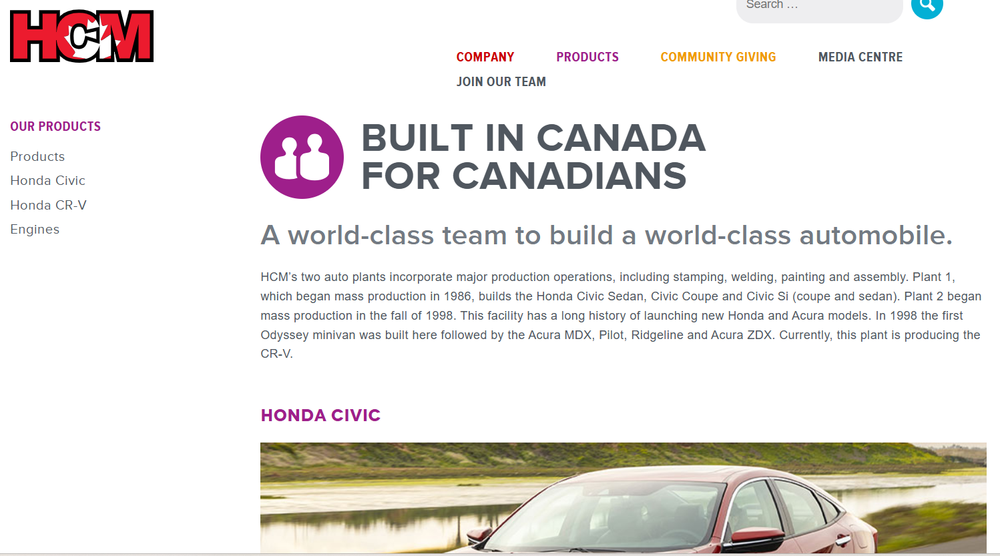 HCM
Search ...
COMPANY
PRODUCTS
COMMUNITY GIVING
MEDIA CENTRE
JOIN OUR TEAM
OUR PRODUCTS
Products
Honda Civic
Honda CR-V
Engines
BUILT IN CANADA
FOR CANADIANS
A world-class team to build a world-class automobile.
HCM’s two auto plants incorporate major production operations, including stamping, welding, painting and assembly. Plant 1,
which began mass production in 1986, builds the Honda Civic Sedan, Civic Coupe and Civic Si (coupe and sedan). Plant 2 began
mass production in the fall of 1998. This facility has a long history of launching new Honda and Acura models. In 1998 the first
Odyssey minivan was built here followed by the Acura MDX, Pilot, Ridgeline and Acura ZDX. Currently, this plant is producing the
CR-V.
HONDA CIVIC